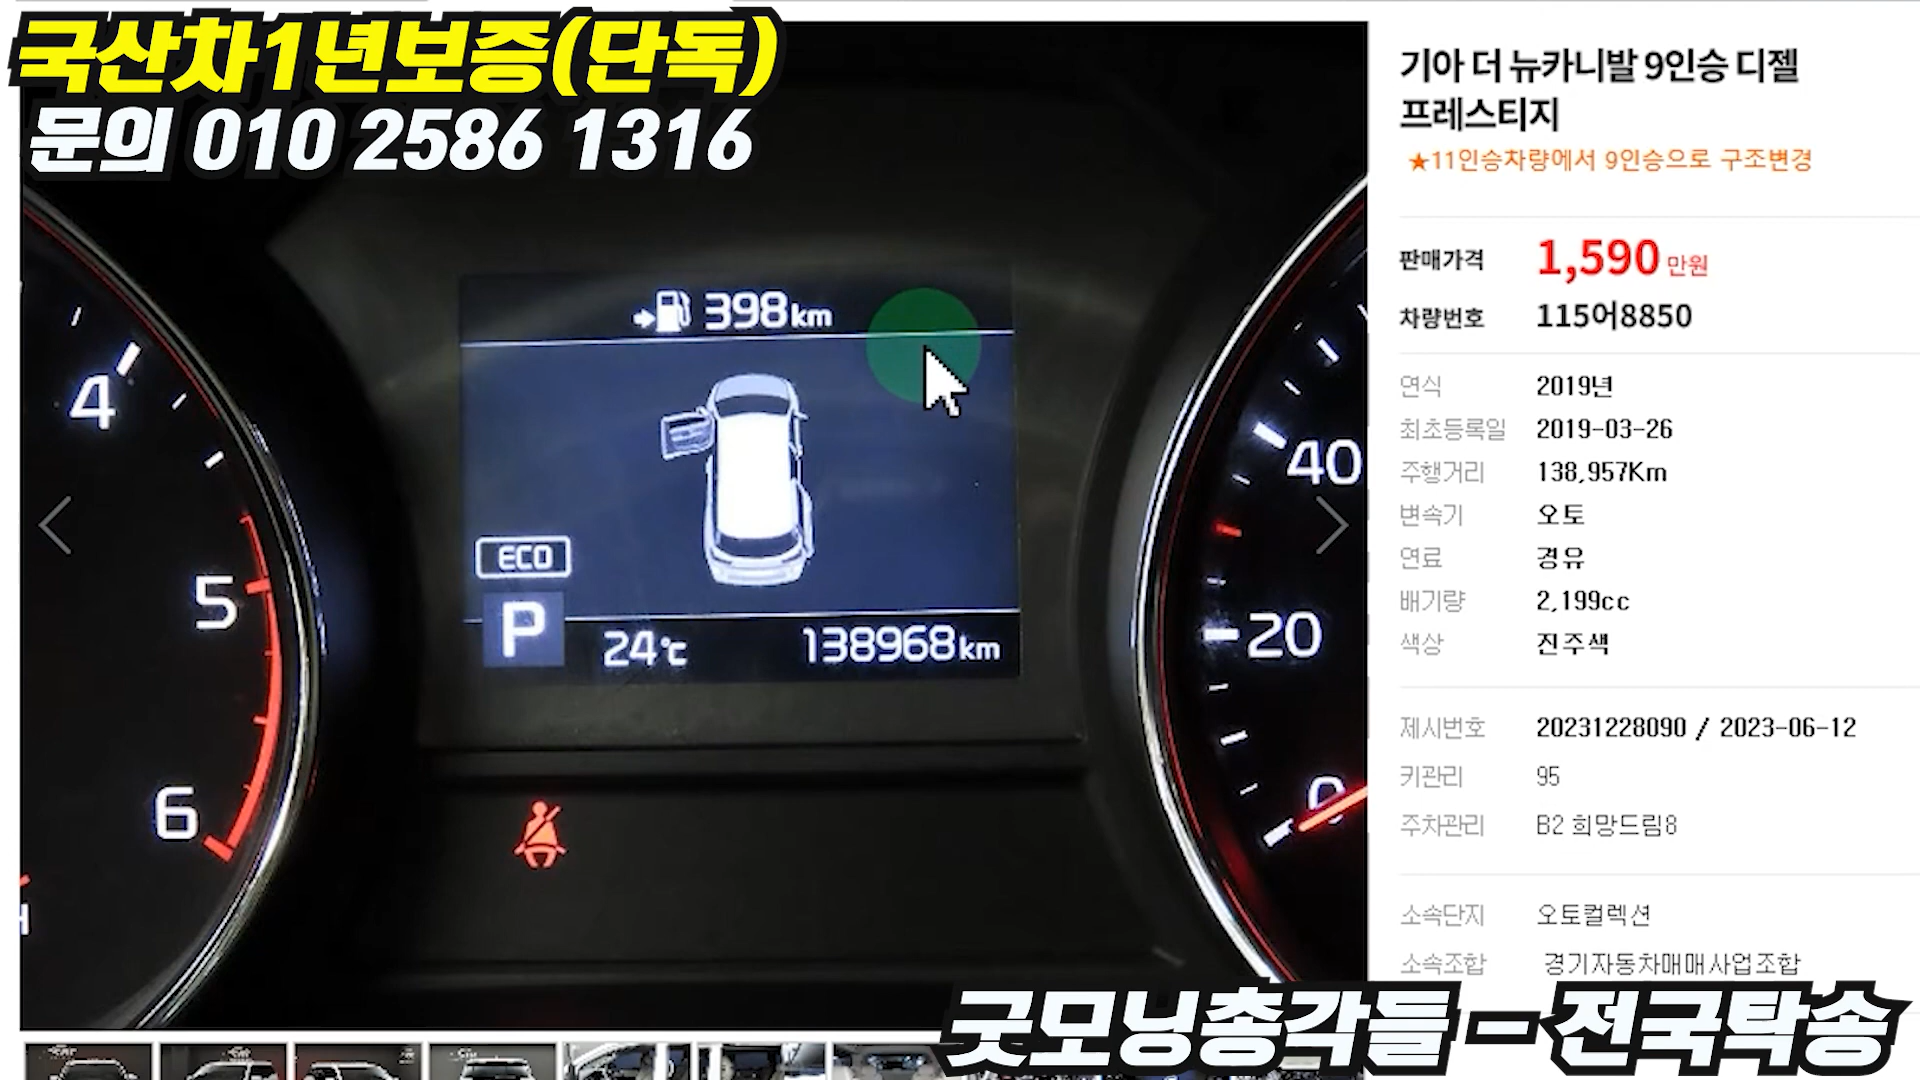 국산차1년보증(단독)
문의 010 2586 1316
398km
ECO
P
24℃
138968km
4
5
6
40
20
0
기아 더 뉴카니발 9인승 디젤
프레스티지
★11인승차량에서 9인승으로 구조변경
판매가격 1,590 만원
차량번호 115어8850
연식 2019년
최초등록일 2019-03-26
주행거리 138,957Km
변속기 오토
연료 경유
배기량 2,199cc
색상 진주색
제시번호 20231228090 / 2023-06-12
키관리 95
주차관리 B2 희망드림8
소속단지 오토컬렉션
소속조합 경기자동차매매사업조합
굿모닝총각들 - 전국탁송